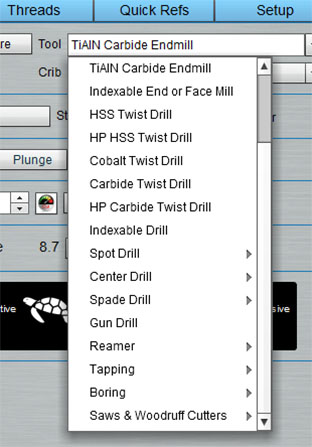 Threads Quick Refs Setup
re Tool TiAlN Carbide Endmill
Crib TiAlN Carbide Endmill
Indexable End or Face Mill
St HSS Twist Drill r
HP HSS Twist Drill
Plunge Cobalt Twist Drill
Carbide Twist Drill
HP Carbide Twist Drill
Indexable Drill
e 8.7 Spot Drill
Center Drill
tive Spade Drill sive
Gun Drill
Reamer
Tapping
Boring
Saws & Woodruff Cutters